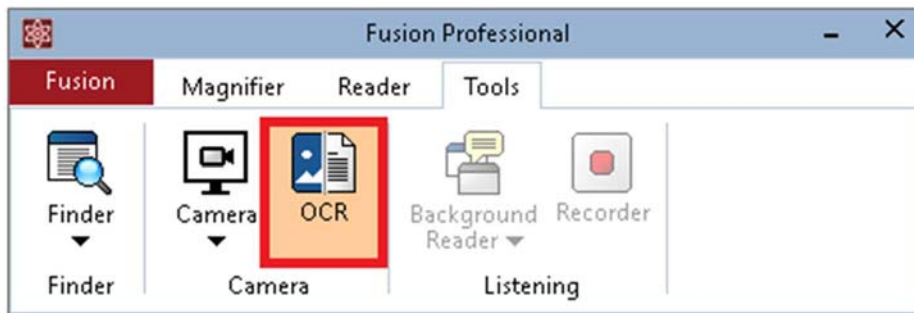 Fusion Professional
Fusion Magnifier Reader Tools
Finder Camera OCR Background Reader Recorder
Finder Camera Listening